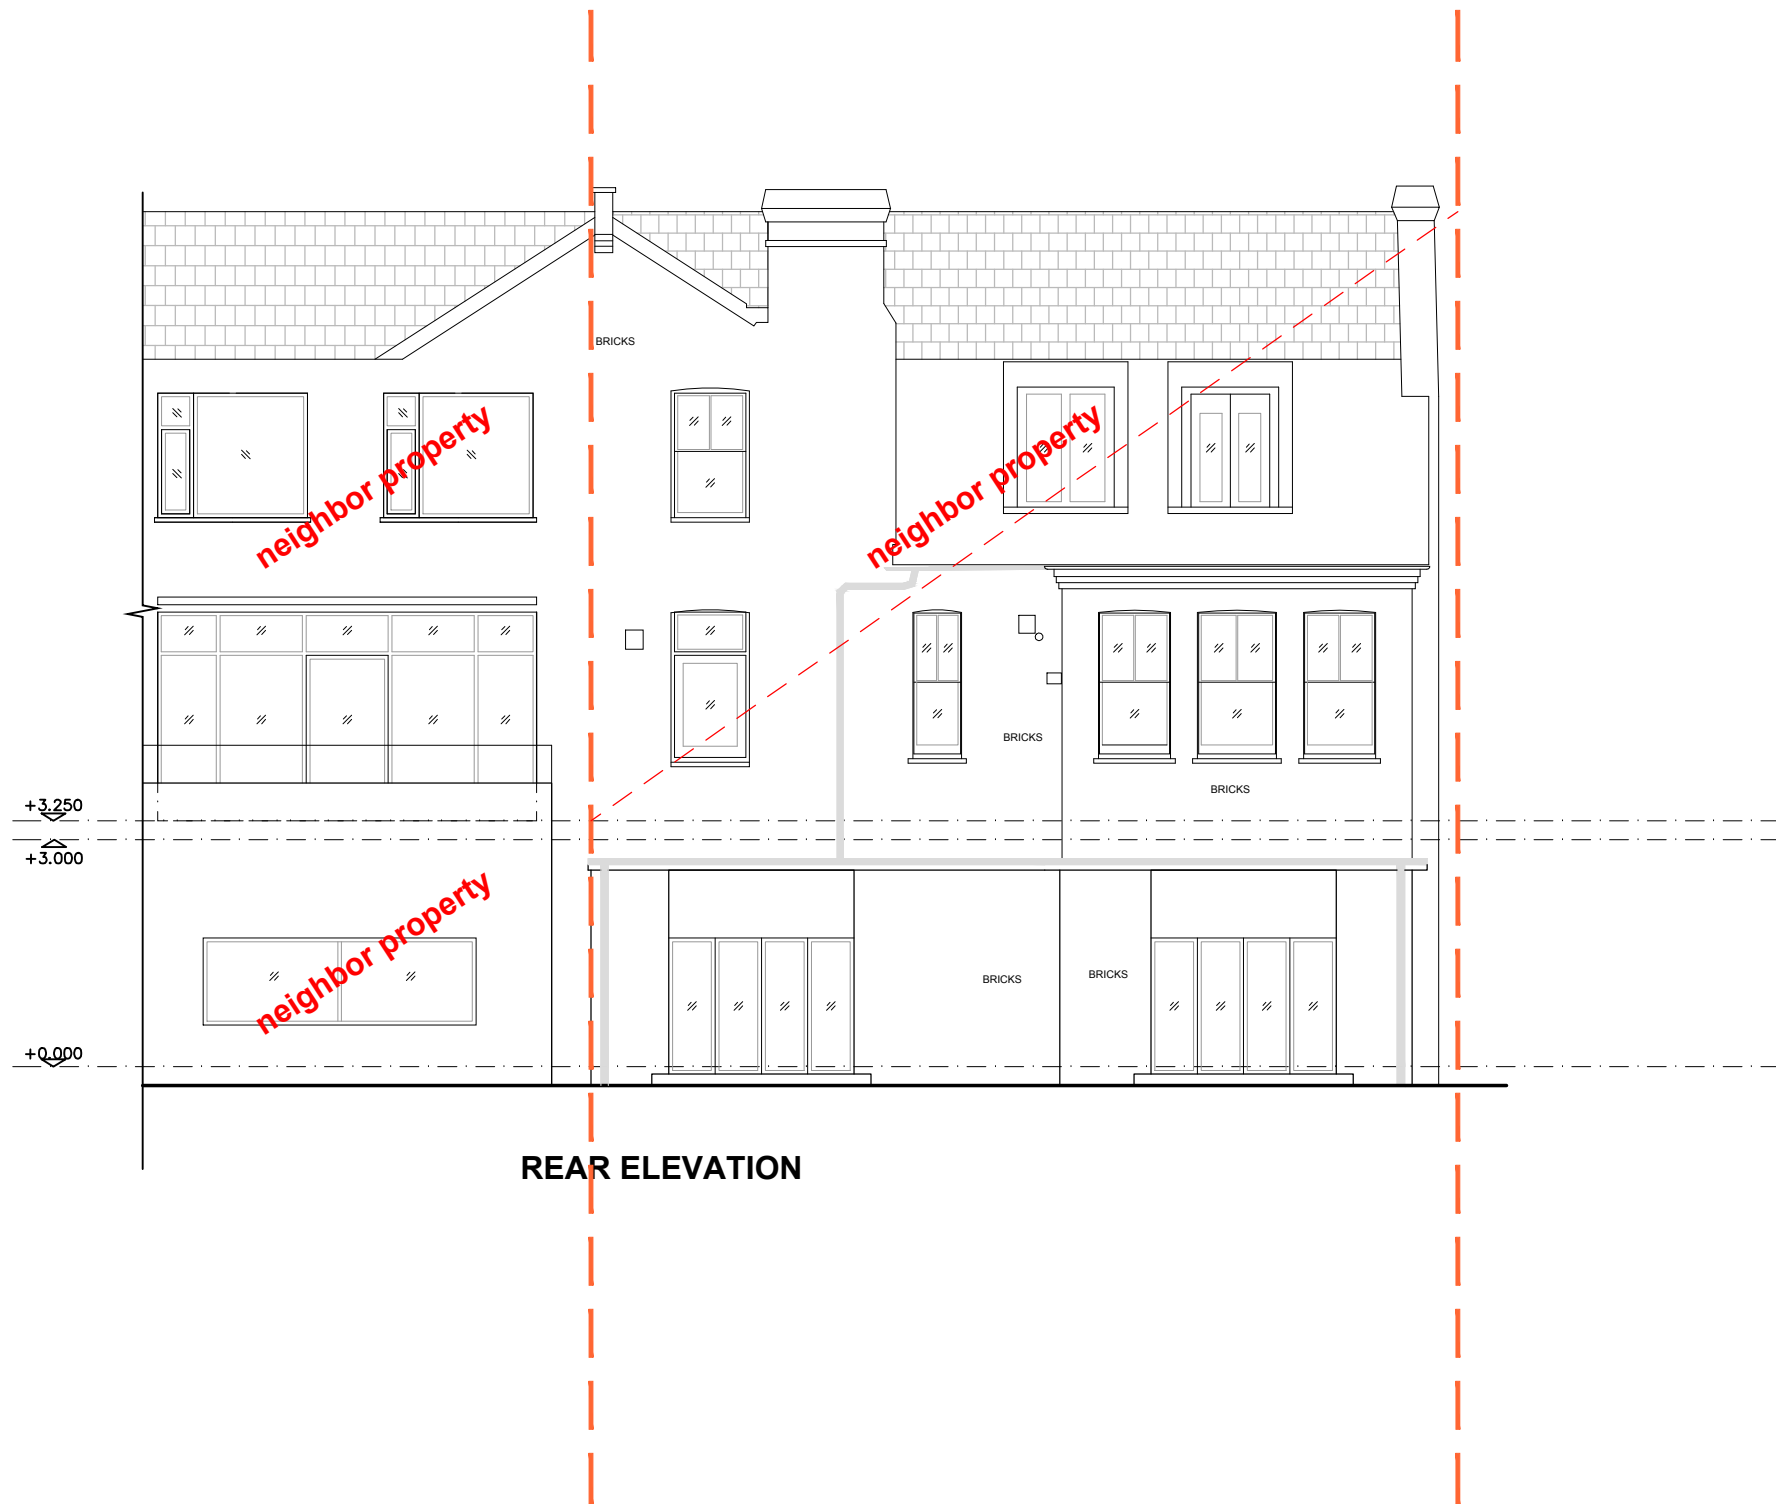 BRICKS
neighbor property
neighbor property
BRICKS
BRICKS
+3.250
+3.000
neighbor property
BRICKS
BRICKS
+0.000
REAR ELEVATION